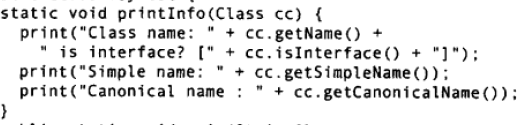 static void printInfo(Class cc) {
print("Class name: " + cc.getName() +
" is interface? [" + cc.isInterface() + "]");
print("Simple name: " + cc.getSimpleName());
print("Canonical name : " + cc.getCanonicalName());
}